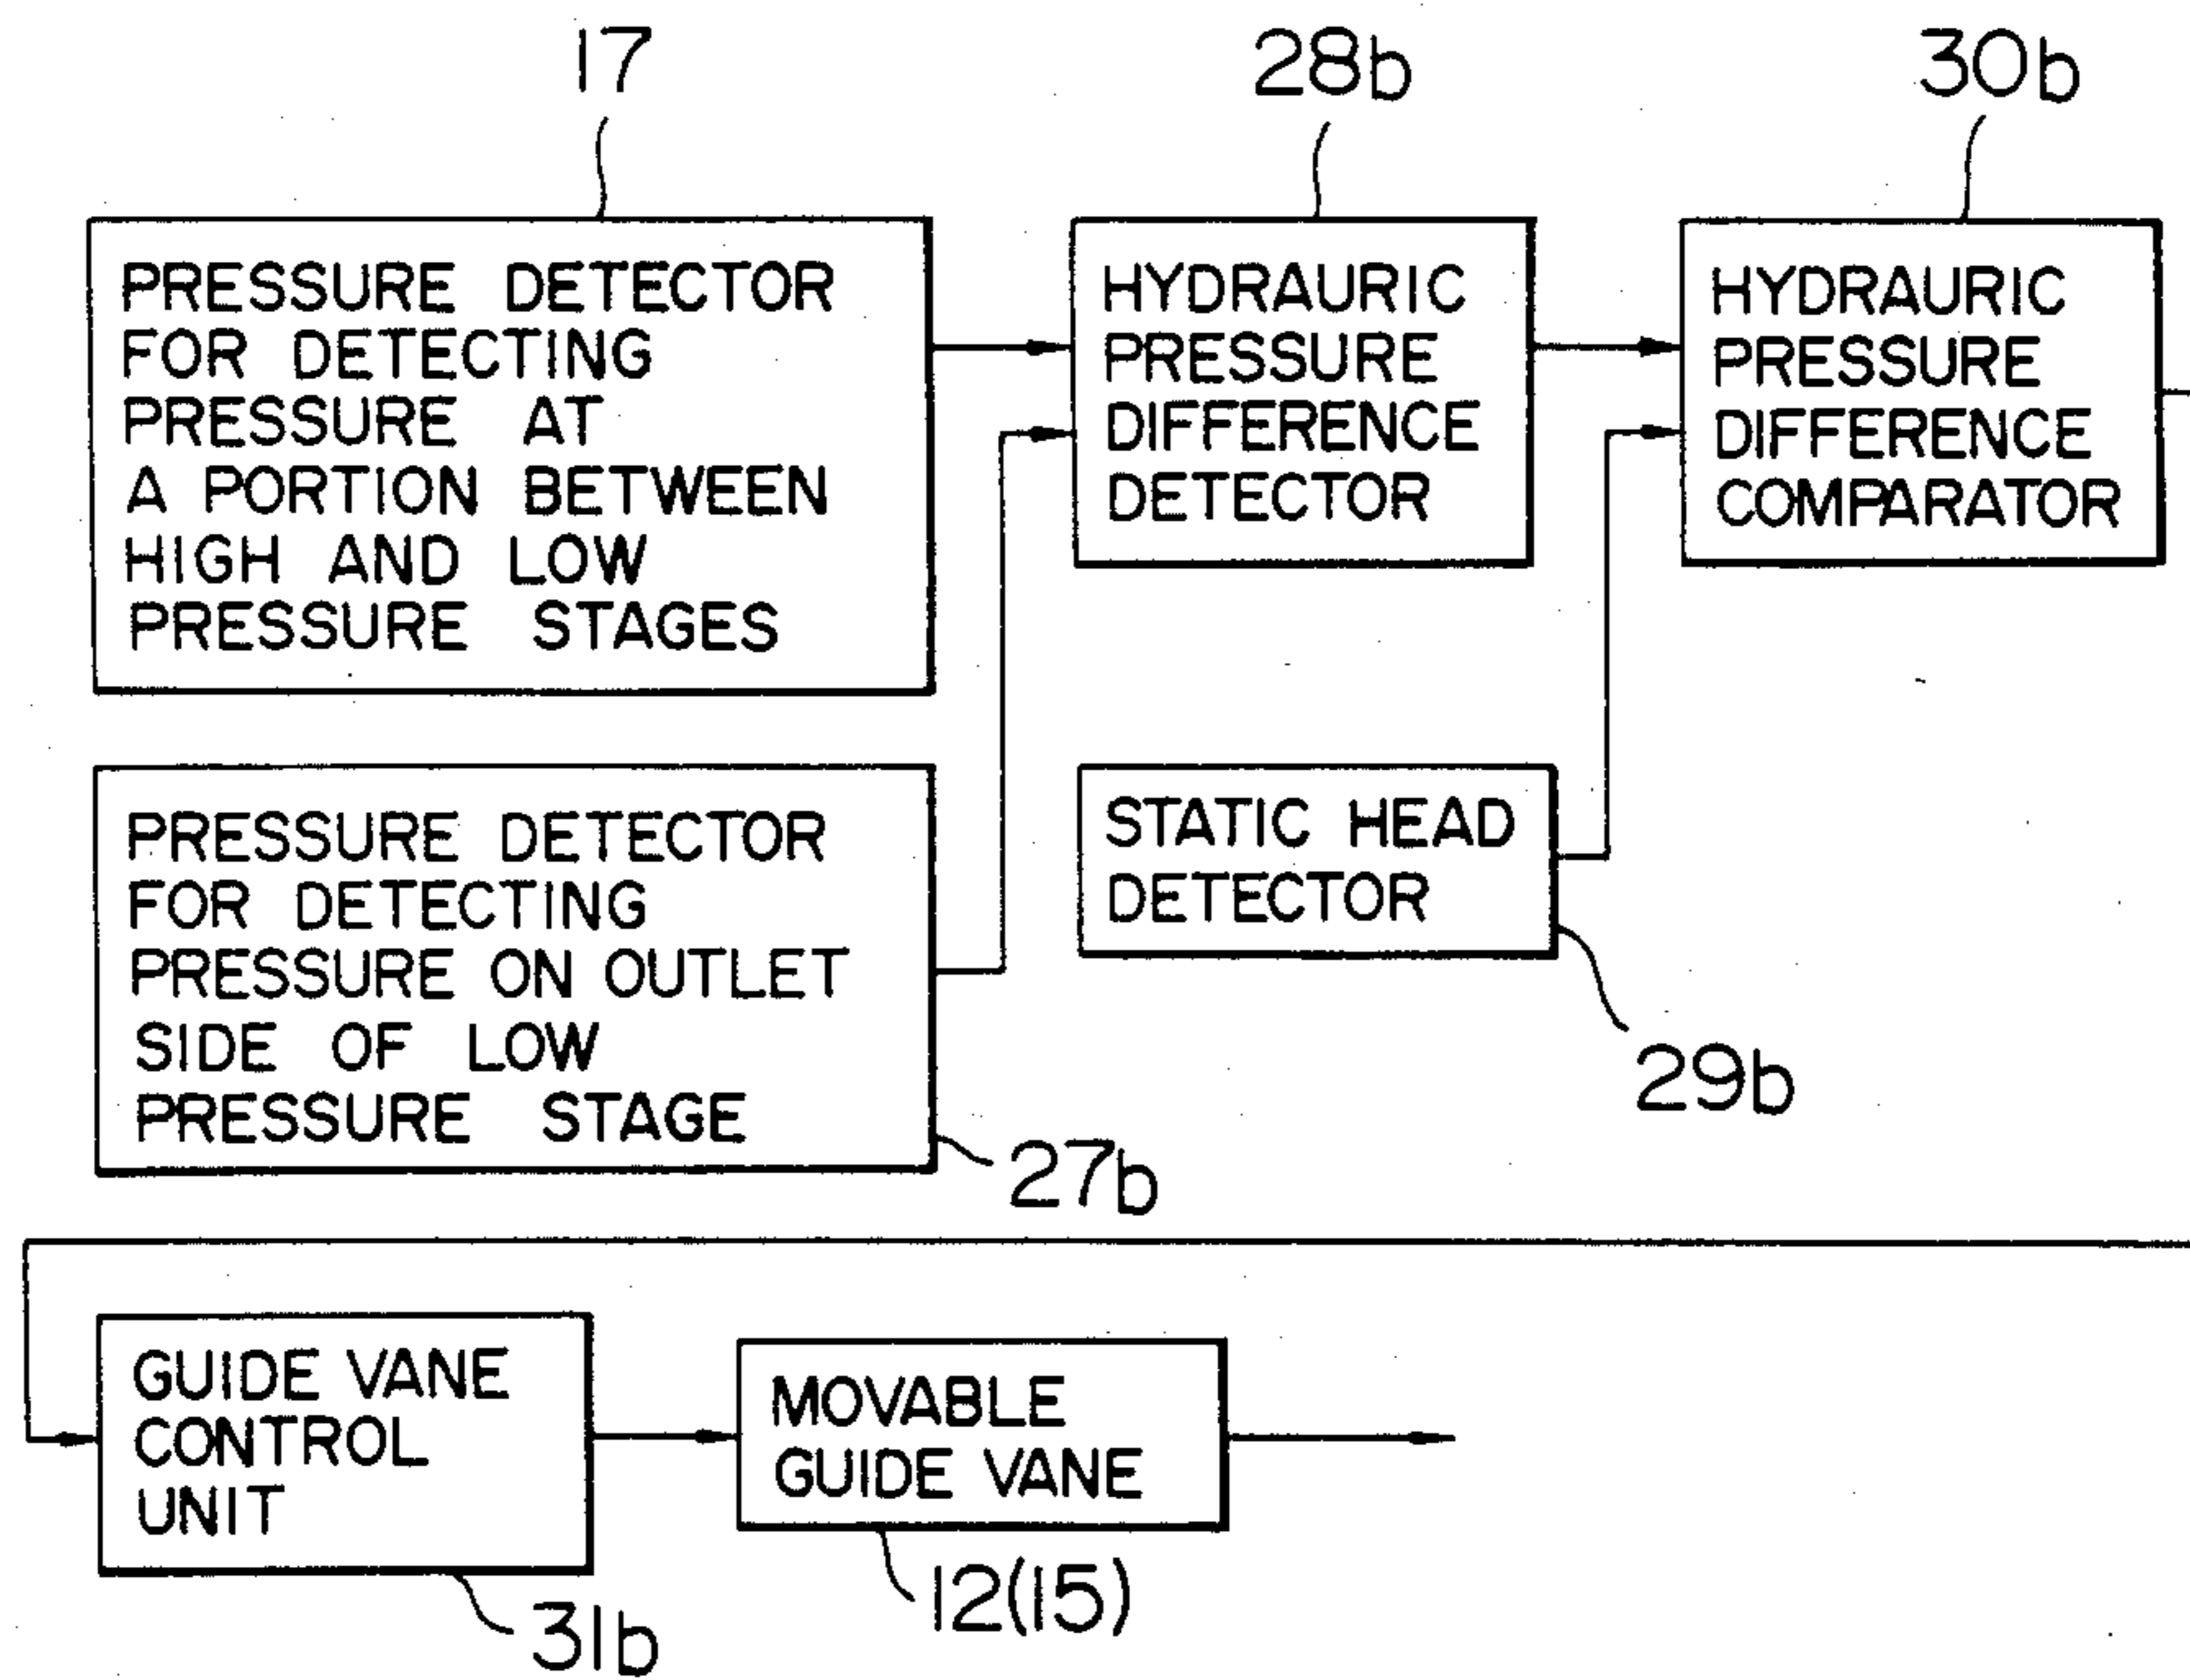 17
28b
30b
PRESSURE DETECTOR
FOR DETECTING
PRESSURE AT
A PORTION BETWEEN
HIGH AND LOW
PRESSURE STAGES
HYDRAURIC
PRESSURE
DIFFERENCE
DETECTOR
HYDRAURIC
PRESSURE
DIFFERENCE
COMPARATOR
PRESSURE DETECTOR
FOR DETECTING
PRESSURE ON OUTLET
SIDE OF LOW
PRESSURE STAGE
27b
STATIC HEAD
DETECTOR
29b
GUIDE VANE
CONTROL
UNIT
31b
MOVABLE
GUIDE VANE
12(15)